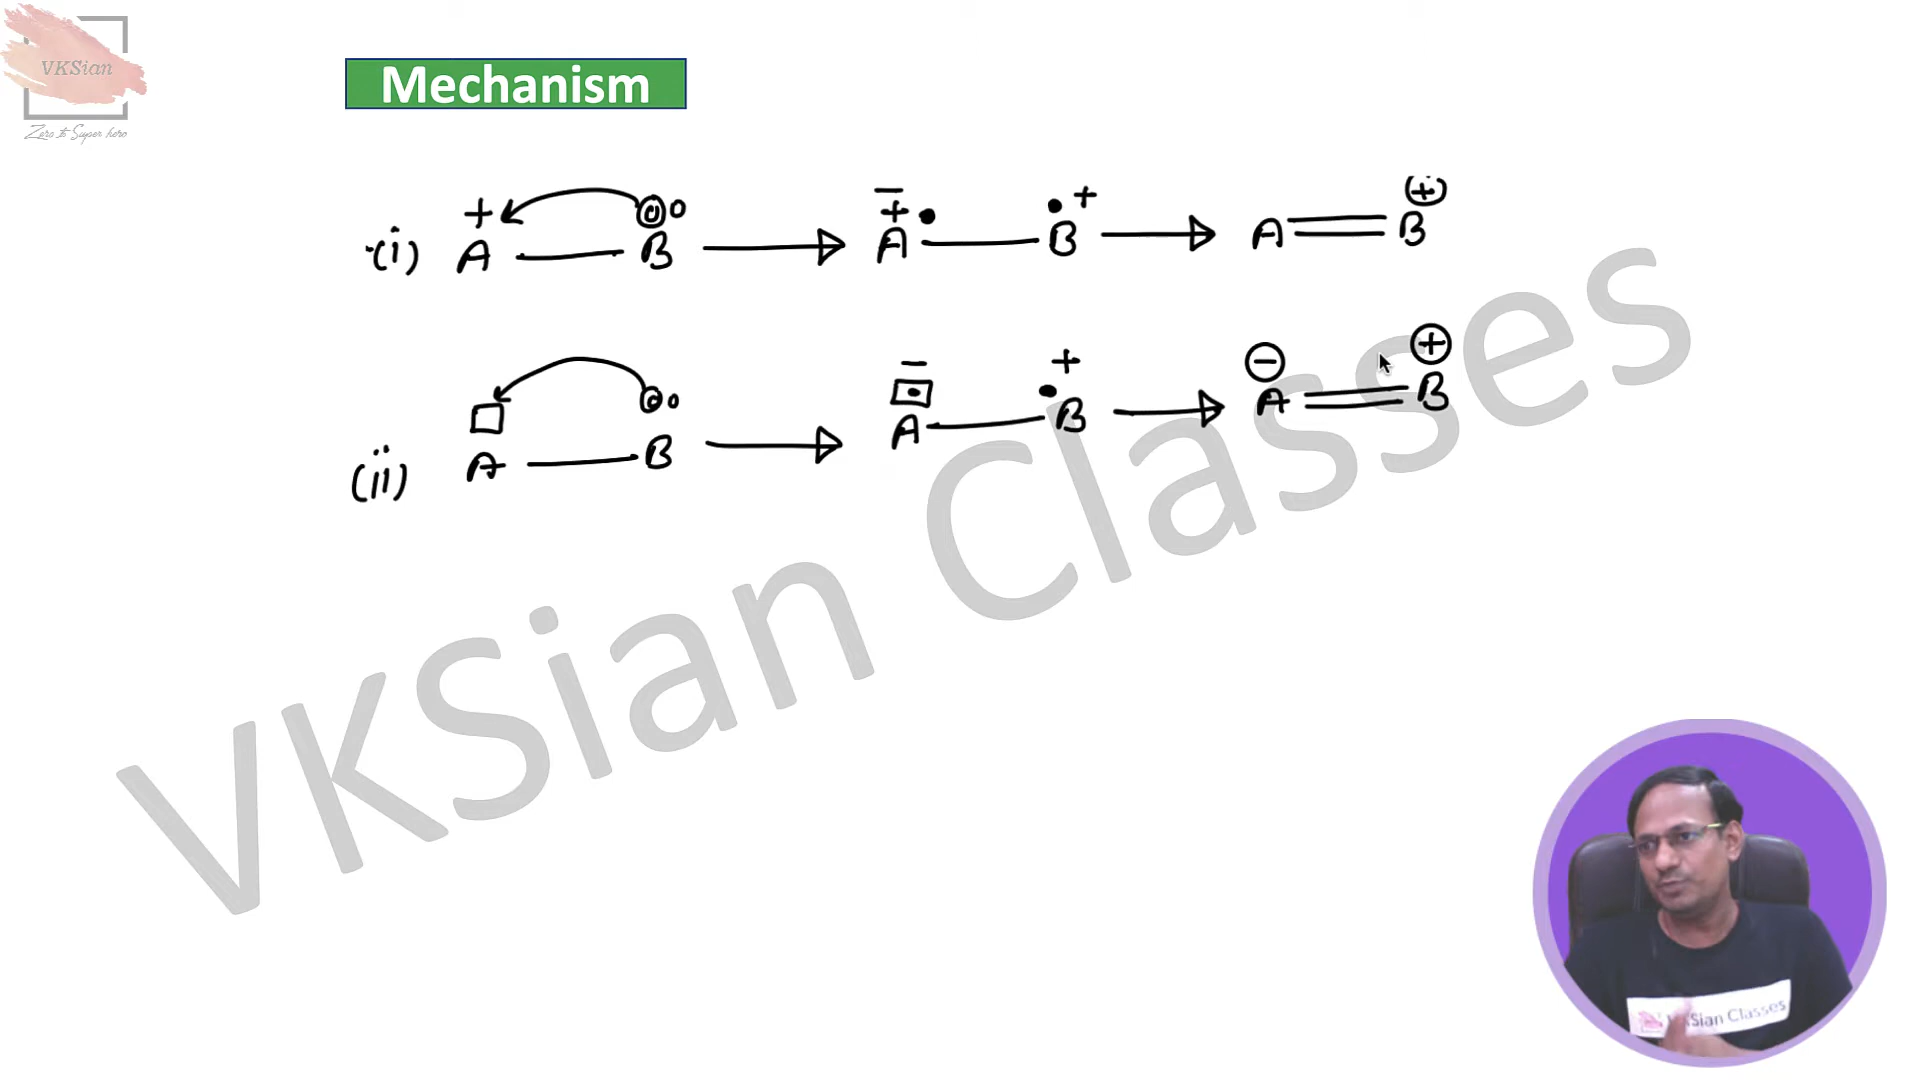 VKSian
Zero to Super hero
Mechanism
(i) + A — B → − + A • — • B + → A = B (+)
(ii) □ A — B → − A — • B + → − A = B +
VKSian Classes
VKSian Classes